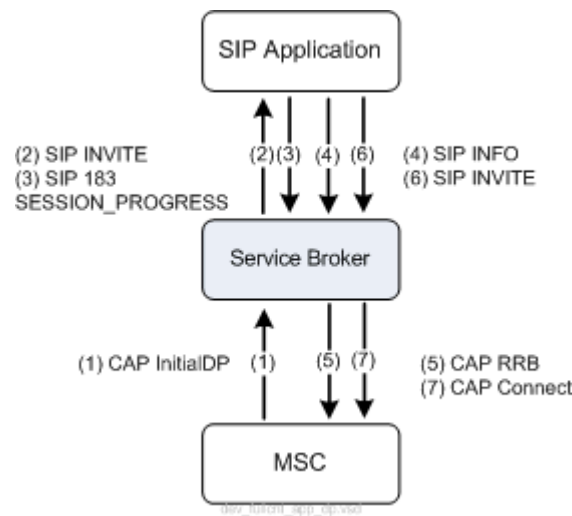 SIP Application
(2) SIP INVITE
(3) SIP 183
SESSION_PROGRESS
(2) (3) (4) (6)
(4) SIP INFO
(6) SIP INVITE
Service Broker
(1) CAP InitialDP
(1) (5) (7)
(5) CAP RRB
(7) CAP Connect
MSC